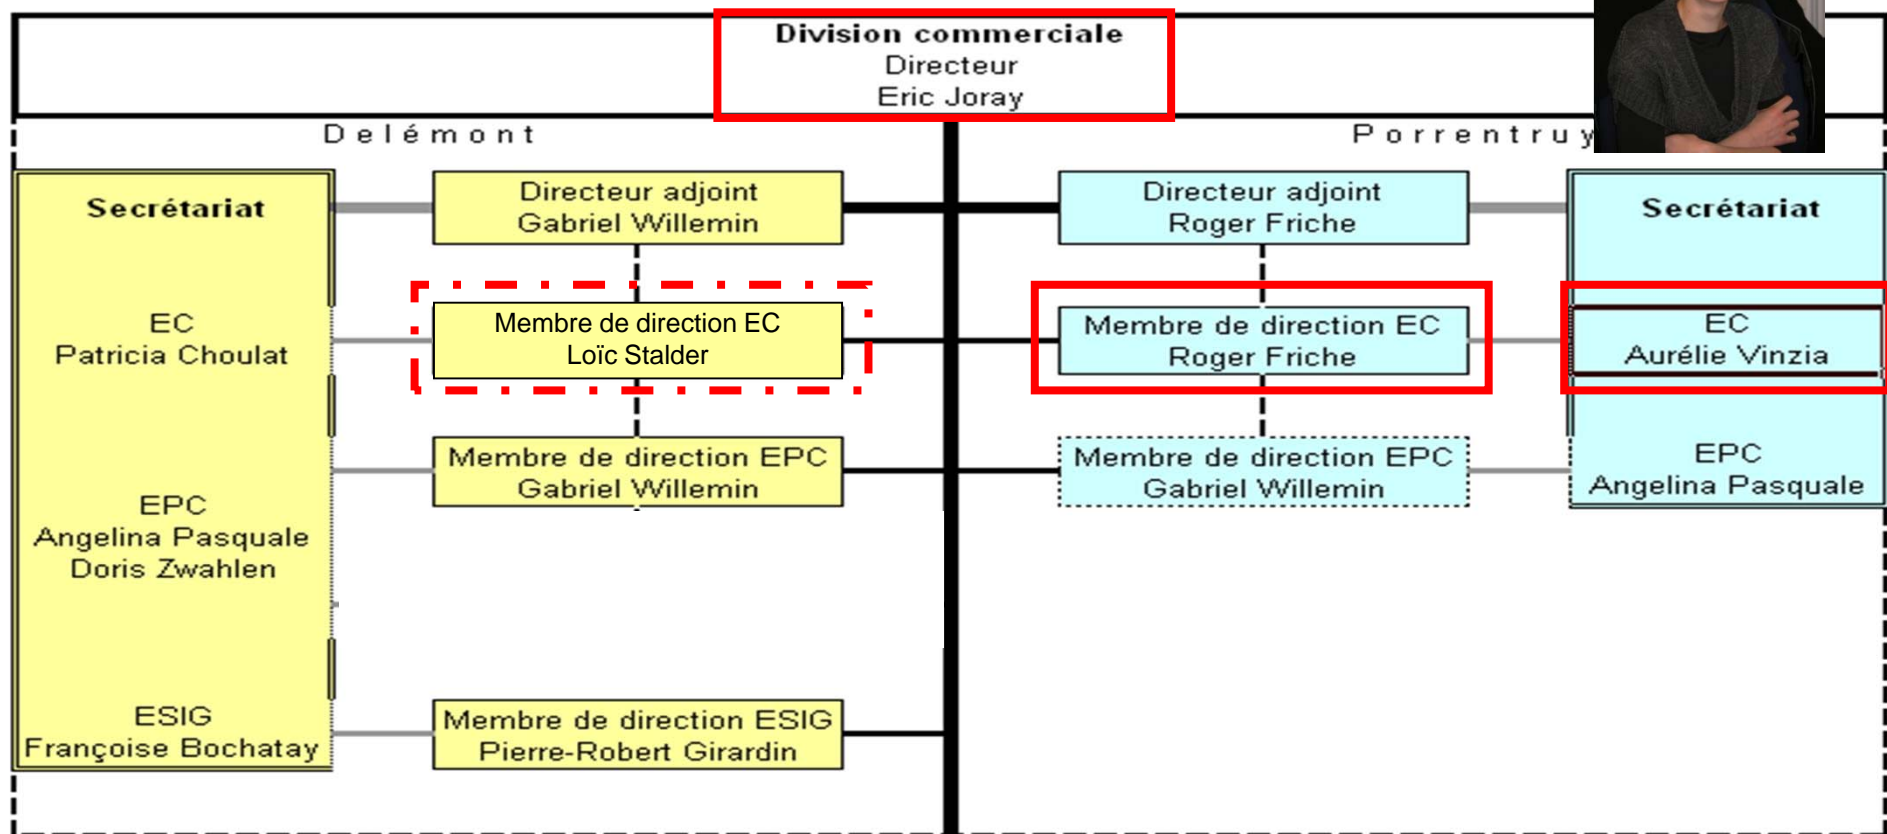 Division commerciale
Directeur
Eric Joray
Delémont
Porrentruy
Secrétariat
Directeur adjoint
Gabriel Willemin
Directeur adjoint
Roger Friche
Secrétariat
EC
Patricia Choulat
Membre de direction EC
Loïc Stalder
Membre de direction EC
Roger Friche
EC
Aurélie Vinzia
EPC
Angelina Pasquale
Doris Zwahlen
Membre de direction EPC
Gabriel Willemin
Membre de direction EPC
Gabriel Willemin
EPC
Angelina Pasquale
ESIG
Françoise Bochatay
Membre de direction ESIG
Pierre-Robert Girardin